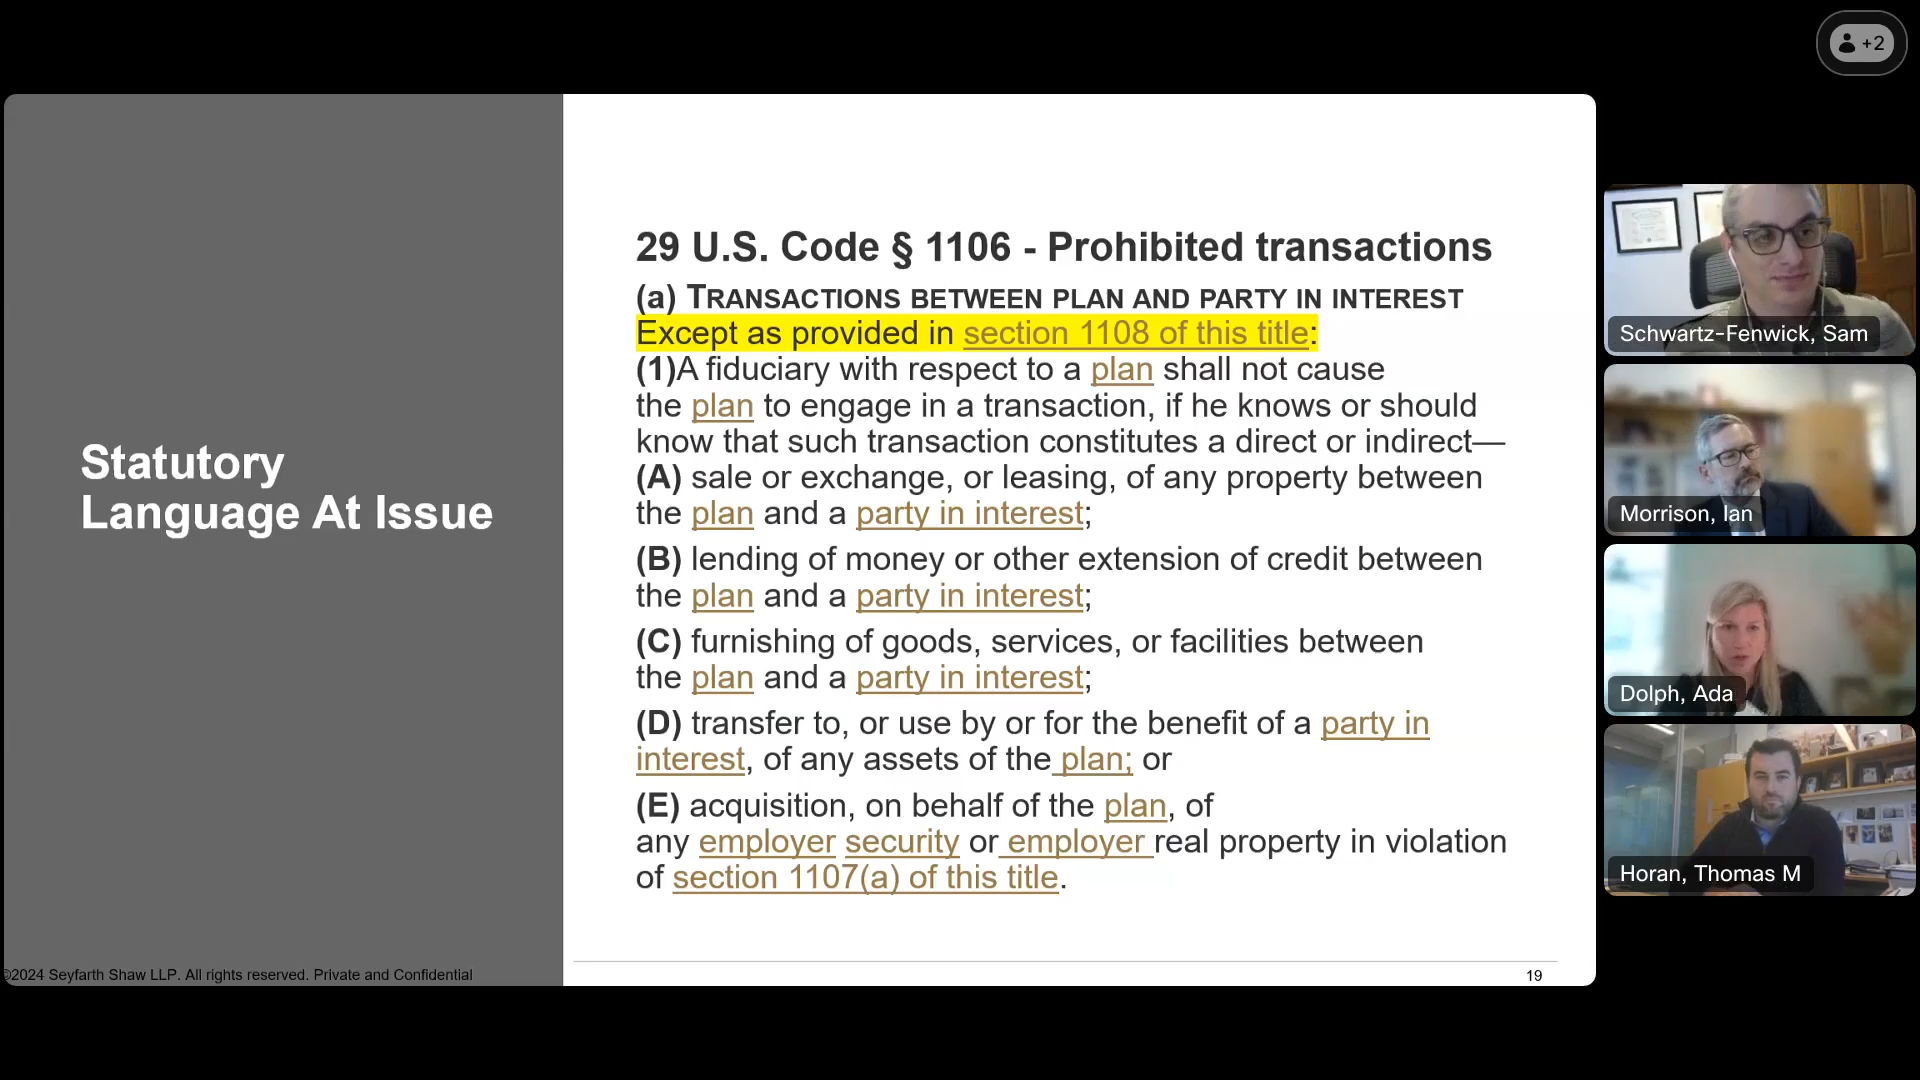 +2
Statutory
Language At Issue
29 U.S. Code § 1106 - Prohibited transactions
(a) TRANSACTIONS BETWEEN PLAN AND PARTY IN INTEREST
Except as provided in section 1108 of this title:
(1)A fiduciary with respect to a plan shall not cause
the plan to engage in a transaction, if he knows or should
know that such transaction constitutes a direct or indirect—
(A) sale or exchange, or leasing, of any property between
the plan and a party in interest;
(B) lending of money or other extension of credit between
the plan and a party in interest;
(C) furnishing of goods, services, or facilities between
the plan and a party in interest;
(D) transfer to, or use by or for the benefit of a party in
interest, of any assets of the plan; or
(E) acquisition, on behalf of the plan, of
any employer security or employer real property in violation
of section 1107(a) of this title.
©2024 Seyfarth Shaw LLP. All rights reserved. Private and Confidential
19
Schwartz-Fenwick, Sam
Morrison, Ian
Dolph, Ada
Horan, Thomas M